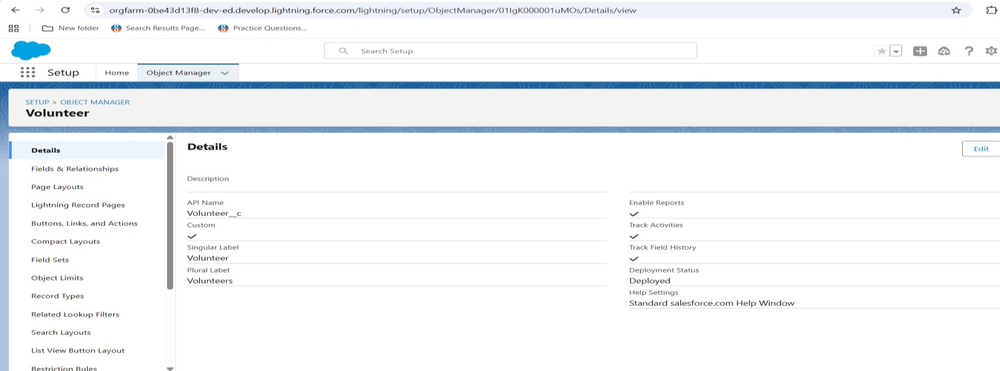 orgfarm-0be43d13f8-dev-ed.develop.lightning.force.com/lightning/setup/ObjectManager/01IgK000001uMOs/Details/view
New folder
Search Results Page...
Practice Questions...
Search Setup
Setup
Home
Object Manager
SETUP > OBJECT MANAGER
Volunteer
Details
Fields & Relationships
Page Layouts
Lightning Record Pages
Buttons, Links, and Actions
Compact Layouts
Field Sets
Object Limits
Record Types
Related Lookup Filters
Search Layouts
List View Button Layout
Restriction Rules
Details
Edit
Description
API Name
Volunteer__c
Custom
Singular Label
Volunteer
Plural Label
Volunteers
Enable Reports
Track Activities
Track Field History
Deployment Status
Deployed
Help Settings
Standard salesforce.com Help Window